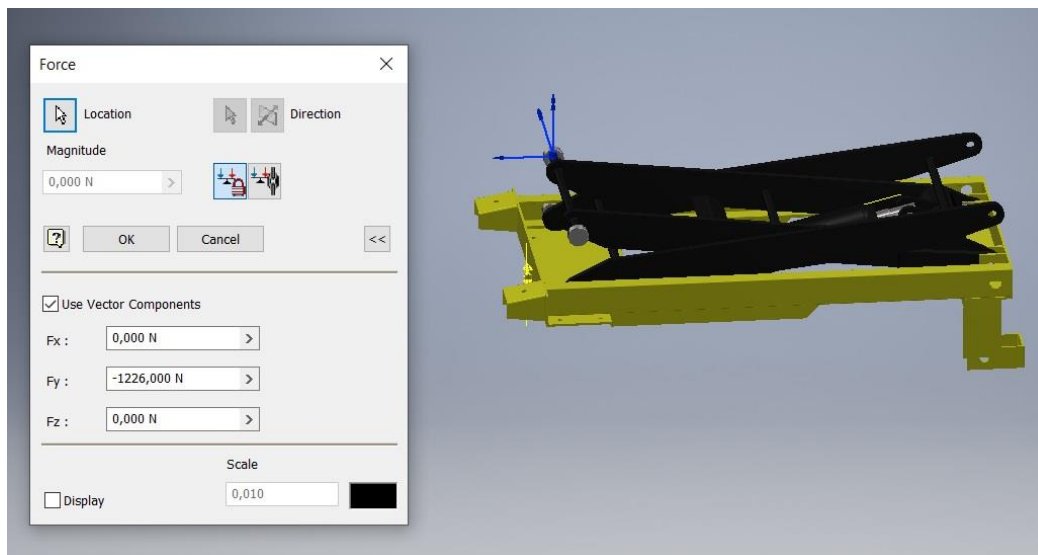 Force
Location
Direction
Magnitude
0,000 N
OK
Cancel
<<
Use Vector Components
Fx :
0,000 N
Fy :
-1226,000 N
Fz :
0,000 N
Scale
Display
0,010